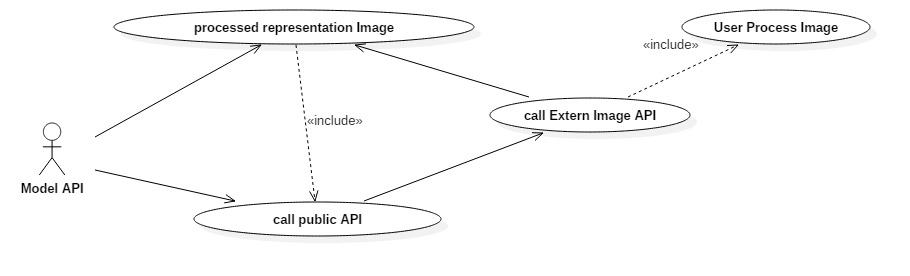 processed representation Image
User Process Image
«include»
call Extern Image API
«include»
Model API
call public API